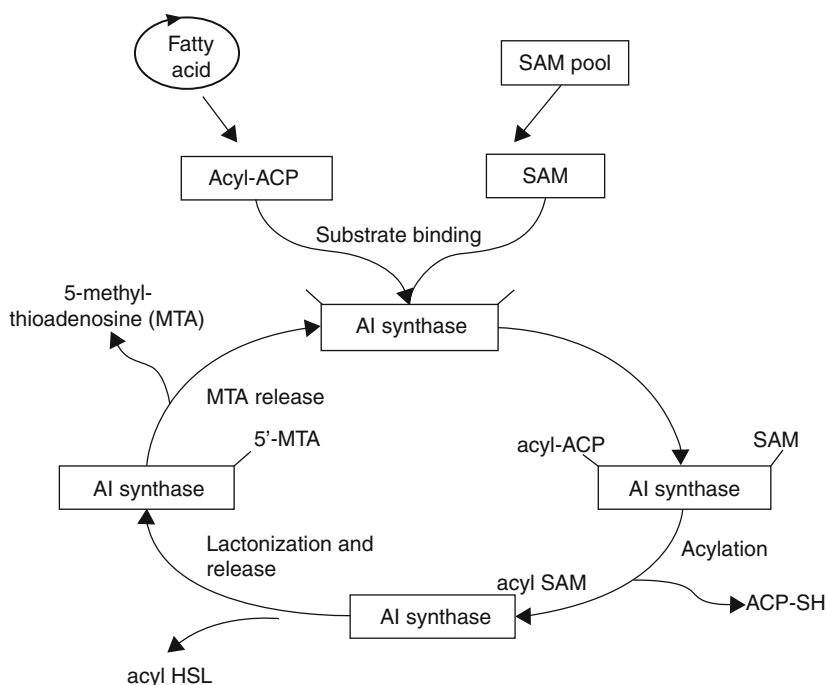 Fatty
acid
SAM pool
Acyl-ACP
SAM
Substrate binding
5-methyl-
thioadenosine (MTA)
AI synthase
MTA release
5’-MTA
acyl-ACP
SAM
AI synthase
AI synthase
Lactonization and
release
Acylation
acyl SAM
AI synthase
ACP-SH
acyl HSL